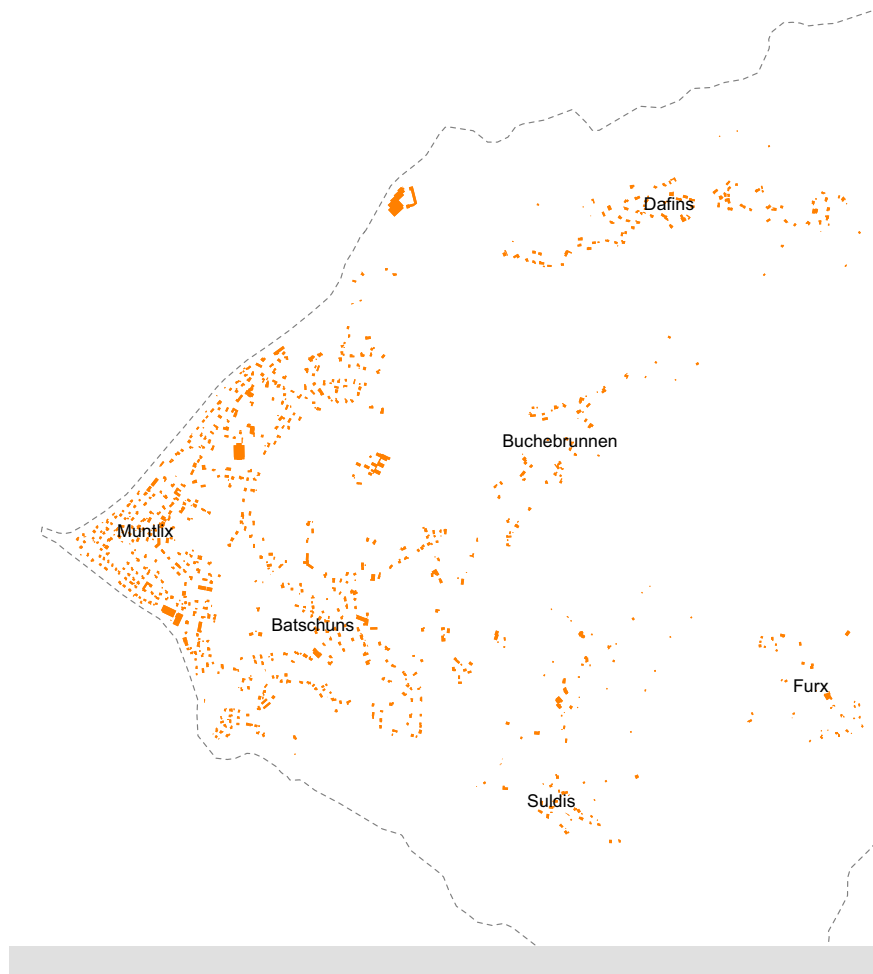 Dafins
Buchebrunnen
Muntlix
Batschuns
Furx
Suldis